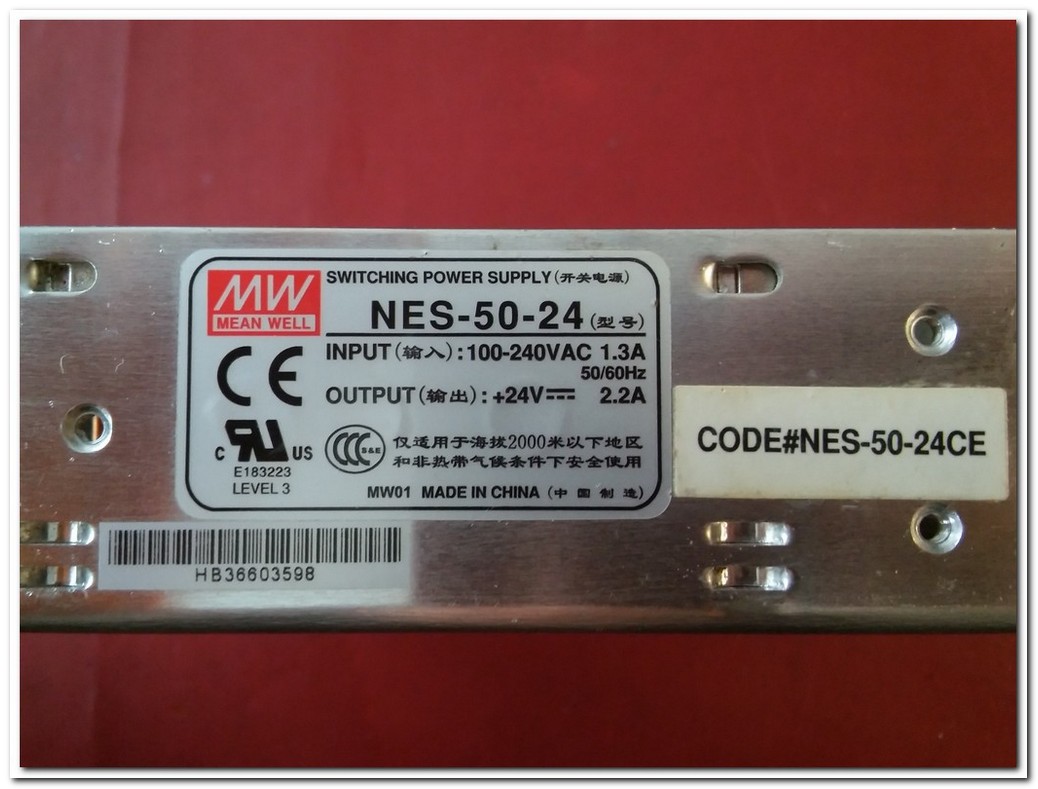 MW
MEAN WELL
SWITCHING POWER SUPPLY (开关电源)
NES-50-24 (型号)
INPUT (输入) : 100-240VAC 1.3A
50/60Hz
OUTPUT (输出) : +24V⎓ 2.2A
CE
C RU US
E183223
LEVEL 3
CCC S&E
仅适用于海拔2000米以下地区
和非热带气候条件下安全使用
MW01 MADE IN CHINA (中国制造)
CODE#NES-50-24CE
HB36603598